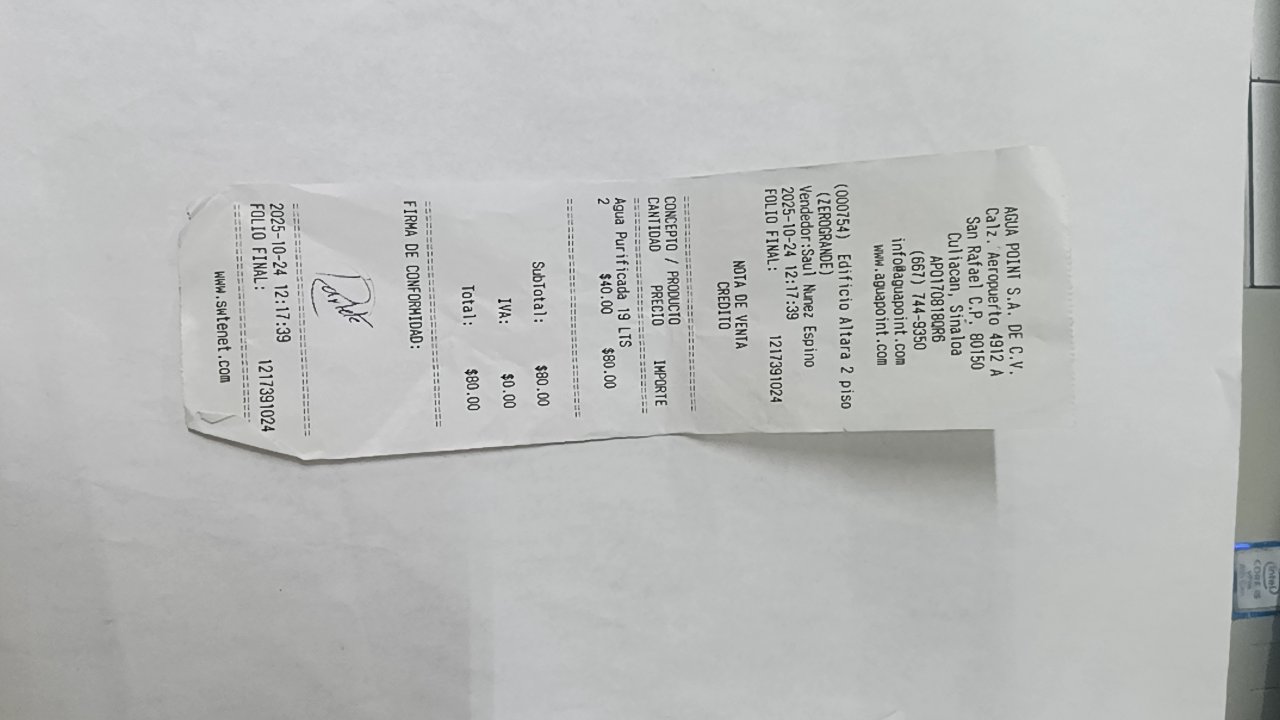 AGUA POINT S.A. DE C.V.
Calz. Aeropuerto 4912 A
San Rafael C.P. 80150
Culiacan, Sinaloa
APO170818QR6
(667) 744-9350
info@aguapoint.com
www.aguapoint.com
(000754) Edificio Altara 2 piso
(ZEROGRANDE)
Vendedor:Saul Nunez Espino
2025-10-24 12:17:39
FOLIO FINAL: 1217391024
NOTA DE VENTA
CREDITO
================================
CONCEPTO / PRODUCTO
CANTIDAD PRECIO IMPORTE
================================
Agua Purificada 19 LTS
2 $40.00 $80.00
================================
SubTotal: $80.00
IVA: $0.00
Total: $80.00
================================
FIRMA DE CONFORMIDAD:
================================
2025-10-24 12:17:39
FOLIO FINAL: 1217391024
================================
www.swtenet.com
intel
CORE i5